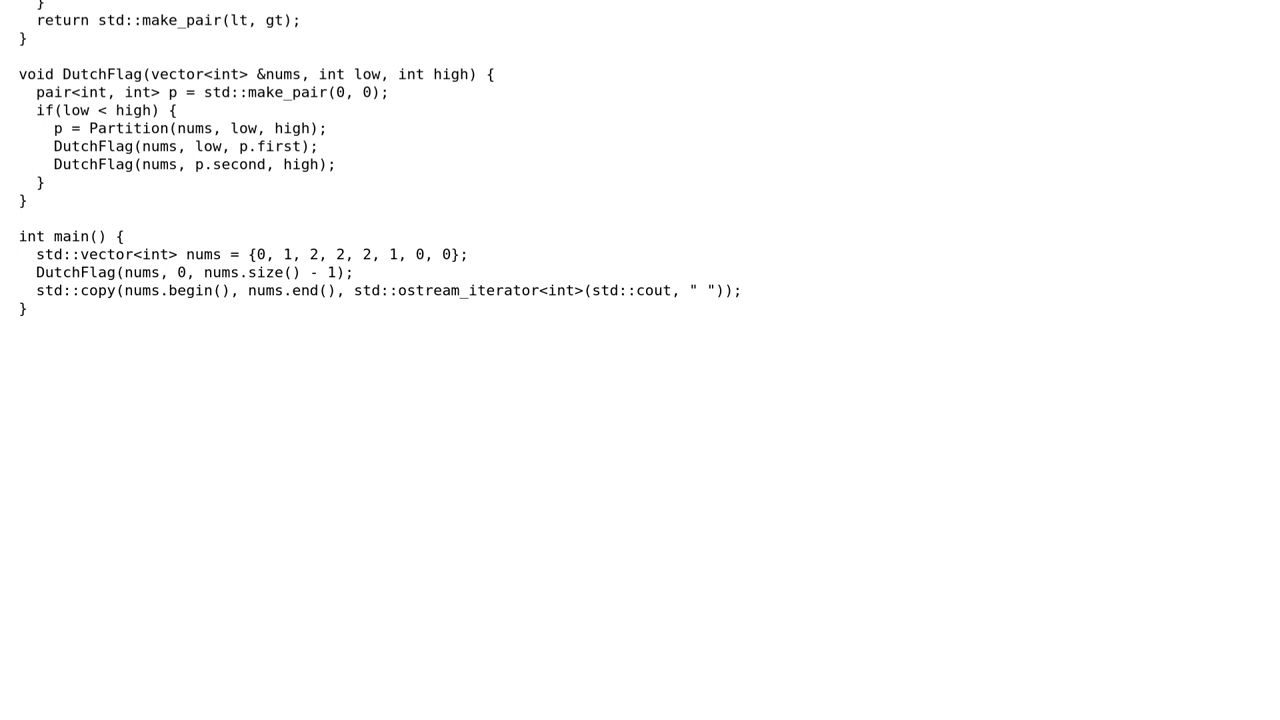 }
  return std::make_pair(lt, gt);
}

void DutchFlag(vector<int> &nums, int low, int high) {
  pair<int, int> p = std::make_pair(0, 0);
  if(low < high) {
    p = Partition(nums, low, high);
    DutchFlag(nums, low, p.first);
    DutchFlag(nums, p.second, high);
  }
}

int main() {
  std::vector<int> nums = {0, 1, 2, 2, 2, 1, 0, 0};
  DutchFlag(nums, 0, nums.size() - 1);
  std::copy(nums.begin(), nums.end(), std::ostream_iterator<int>(std::cout, " "));
}